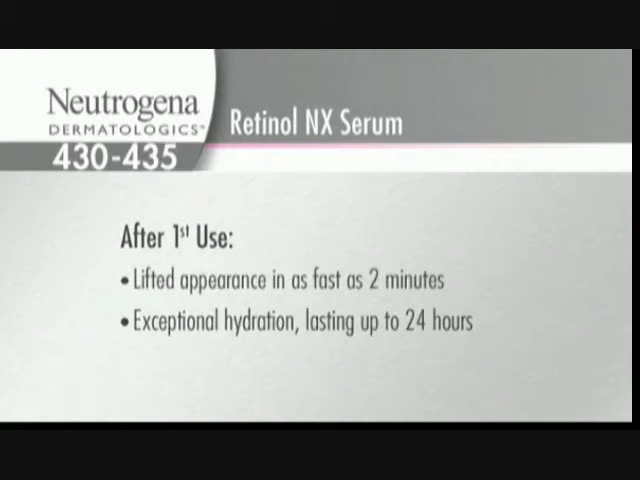 Neutrogena
DERMATOLOGICS®
430-435
Retinol NX Serum
After 1st Use:
•Lifted appearance in as fast as 2 minutes
•Exceptional hydration, lasting up to 24 hours